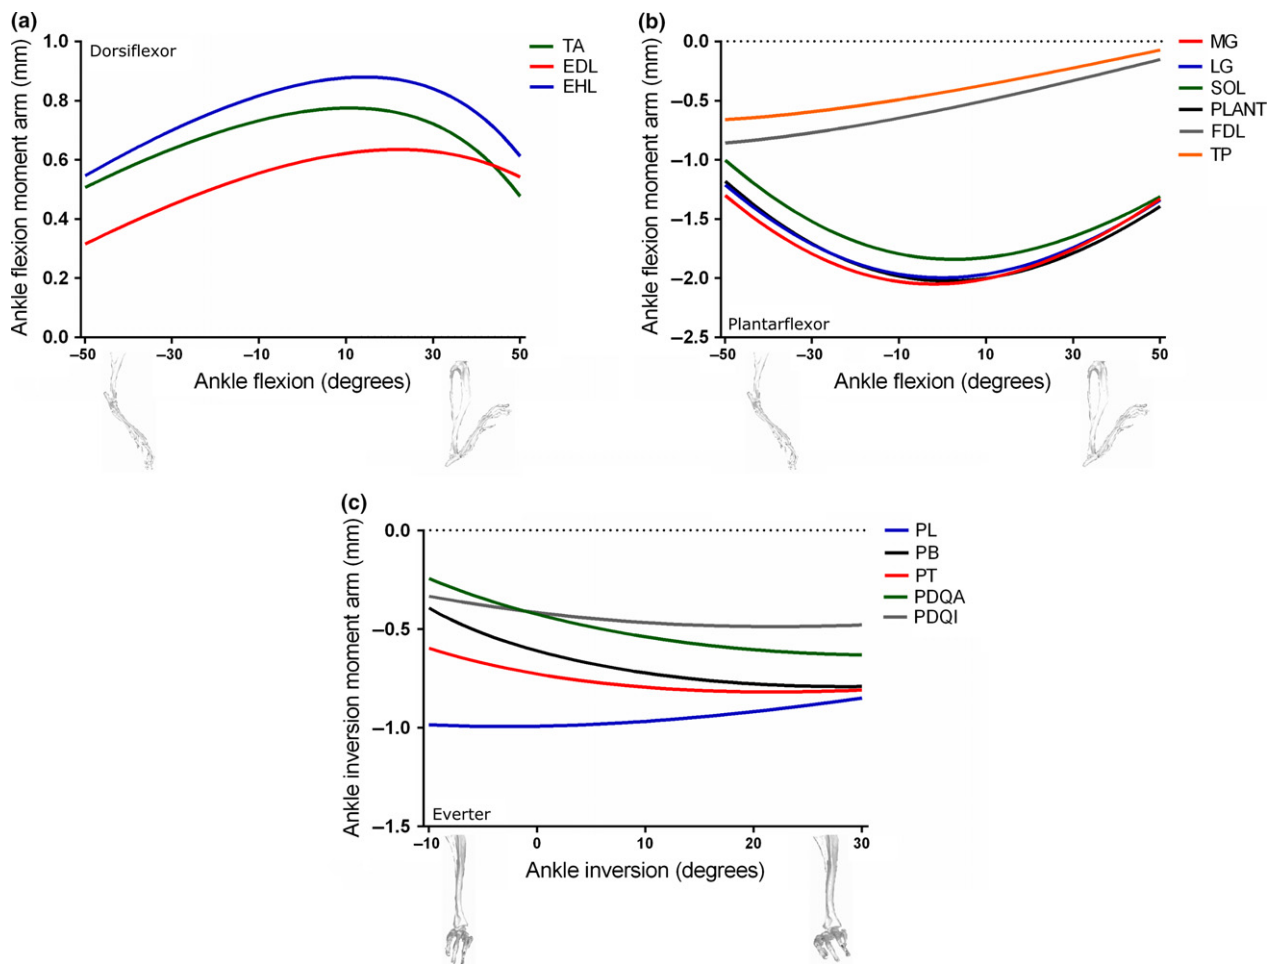 (a)
Ankle flexion moment arm (mm)
1.0
0.8
0.6
0.4
0.2
0.0
Dorsiflexor
TA
EDL
EHL
–50
–30
–10
10
30
50
Ankle flexion (degrees)
(b)
Ankle flexion moment arm (mm)
0.0
–0.5
–1.0
–1.5
–2.0
–2.5
Plantarflexor
MG
LG
SOL
PLANT
FDL
TP
–50
–30
–10
10
30
50
Ankle flexion (degrees)
(c)
Ankle inversion moment arm (mm)
0.0
–0.5
–1.0
–1.5
Everter
PL
PB
PT
PDQA
PDQI
–10
0
10
20
30
Ankle inversion (degrees)